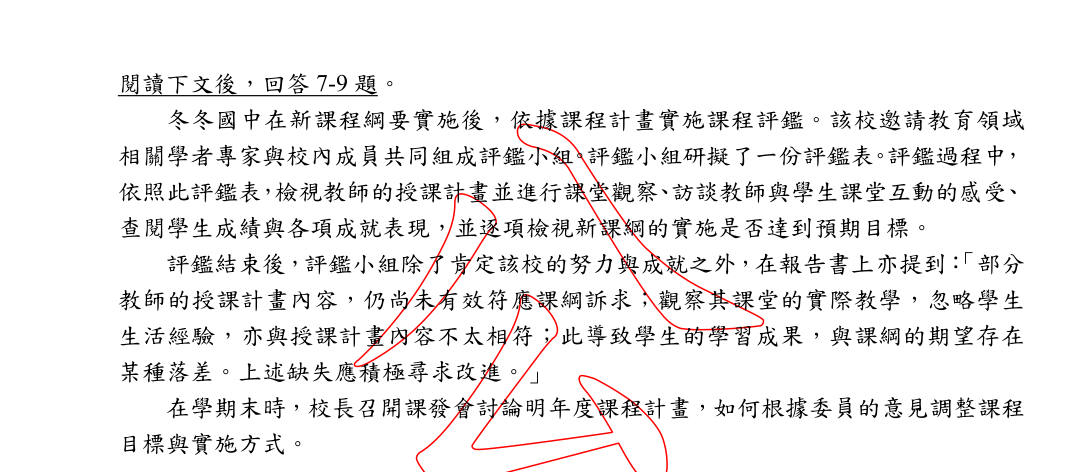 閱讀下文後，回答 7-9 題。
冬冬國中在新課程綱要實施後，依據課程計畫實施課程評鑑。該校邀請教育領域
相關學者專家與校內成員共同組成評鑑小組。評鑑小組研擬了一份評鑑表。評鑑過程中，
依照此評鑑表，檢視教師的授課計畫並進行課堂觀察、訪談教師與學生課堂互動的感受、
查閱學生成績與各項成就表現，並逐項檢視新課綱的實施是否達到預期目標。
評鑑結束後，評鑑小組除了肯定該校的努力與成就之外，在報告書上亦提到：「部分
教師的授課計畫內容，仍尚未有效符應課綱訴求；觀察其課堂的實際教學，忽略學生
生活經驗，亦與授課計畫內容不太相符；此導致學生的學習成果，與課綱的期望存在
某種落差。上述缺失應積極尋求改進。」
在學期末時，校長召開課發會討論明年度課程計畫，如何根據委員的意見調整課程
目標與實施方式。